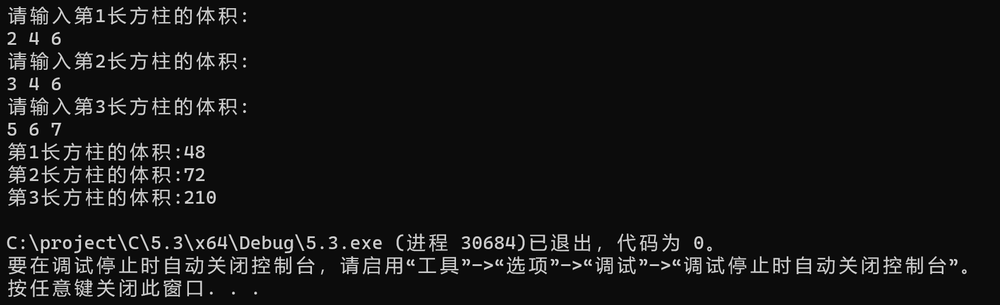 请输入第1长方柱的体积:
2 4 6
请输入第2长方柱的体积:
3 4 6
请输入第3长方柱的体积:
5 6 7
第1长方柱的体积:48
第2长方柱的体积:72
第3长方柱的体积:210
C:\project\C\5.3\x64\Debug\5.3.exe (进程 30684)已退出，代码为 0。
要在调试停止时自动关闭控制台，请启用“工具”->“选项”->“调试”->“调试停止时自动关闭控制台”。
按任意键关闭此窗口. . .